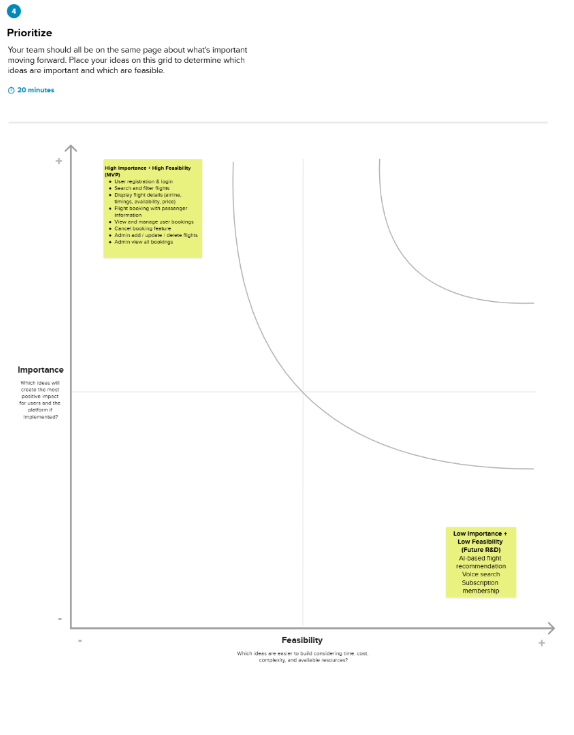 4
Prioritize
Your team should all be on the same page about what's important
moving forward. Place your ideas on this grid to determine which
ideas are important and which are feasible.
20 minutes
+
High Importance + High Feasibility
(MVP)
• User registration & login
• Search and filter flights
• Display flight details (airline,
timings, availability, price)
• Flight booking with passenger
information
• View and manage user bookings
• Cancel booking feature
• Admin add / update / delete flights
• Admin view all bookings
Importance
Which ideas will
create the most
positive impact
for users and the
platform if
implemented?
Low Importance +
Low Feasibility
(Future R&D)
AI-based flight
recommendation
Voice search
Subscription
membership
-
-
Feasibility
+
Which ideas are easier to build considering time, cost,
complexity, and available resources?